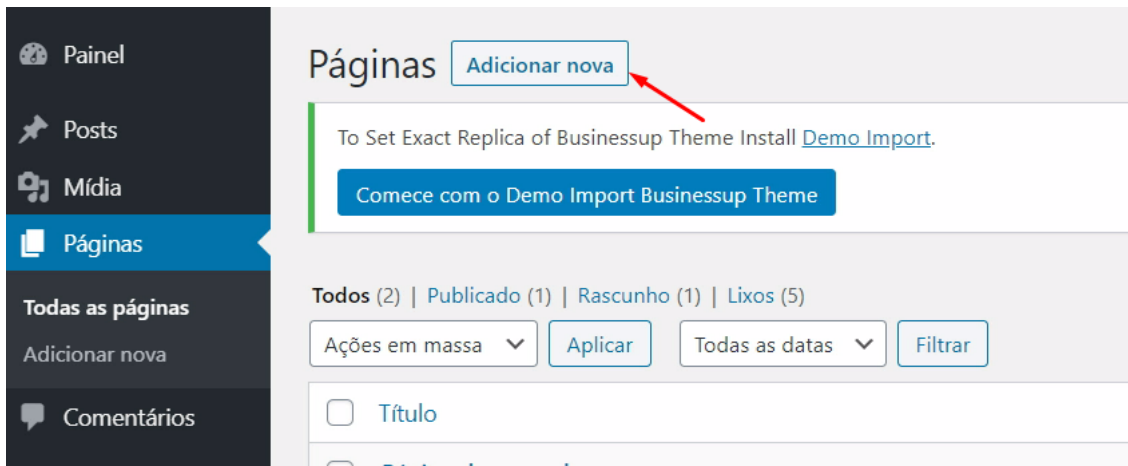 Painel
Posts
Mídia
Páginas
Todas as páginas
Adicionar nova
Comentários
Páginas Adicionar nova
To Set Exact Replica of Businessup Theme Install Demo Import.
Comece com o Demo Import Businessup Theme
Todos (2) | Publicado (1) | Rascunho (1) | Lixos (5)
Ações em massa Aplicar Todas as datas Filtrar
Título